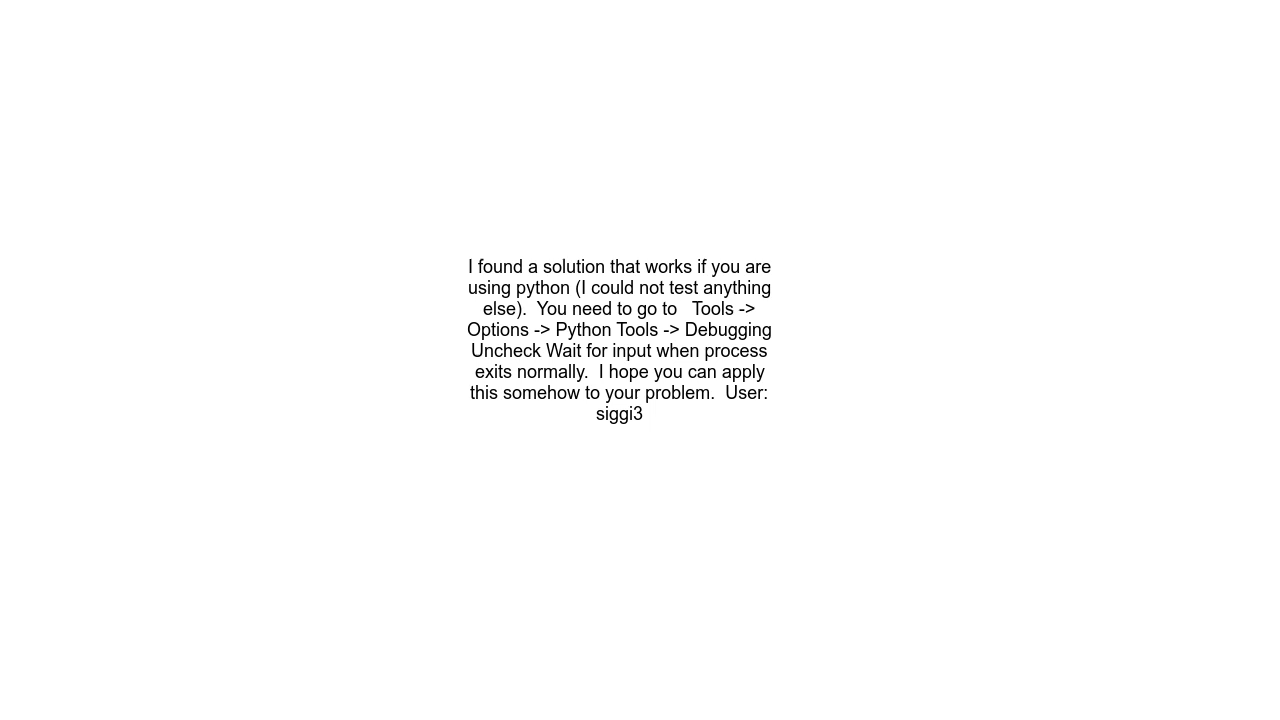 I found a solution that works if you are
using python (I could not test anything
else).  You need to go to   Tools ->
Options -> Python Tools -> Debugging
Uncheck Wait for input when process
exits normally.  I hope you can apply
this somehow to your problem.  User:
siggi3